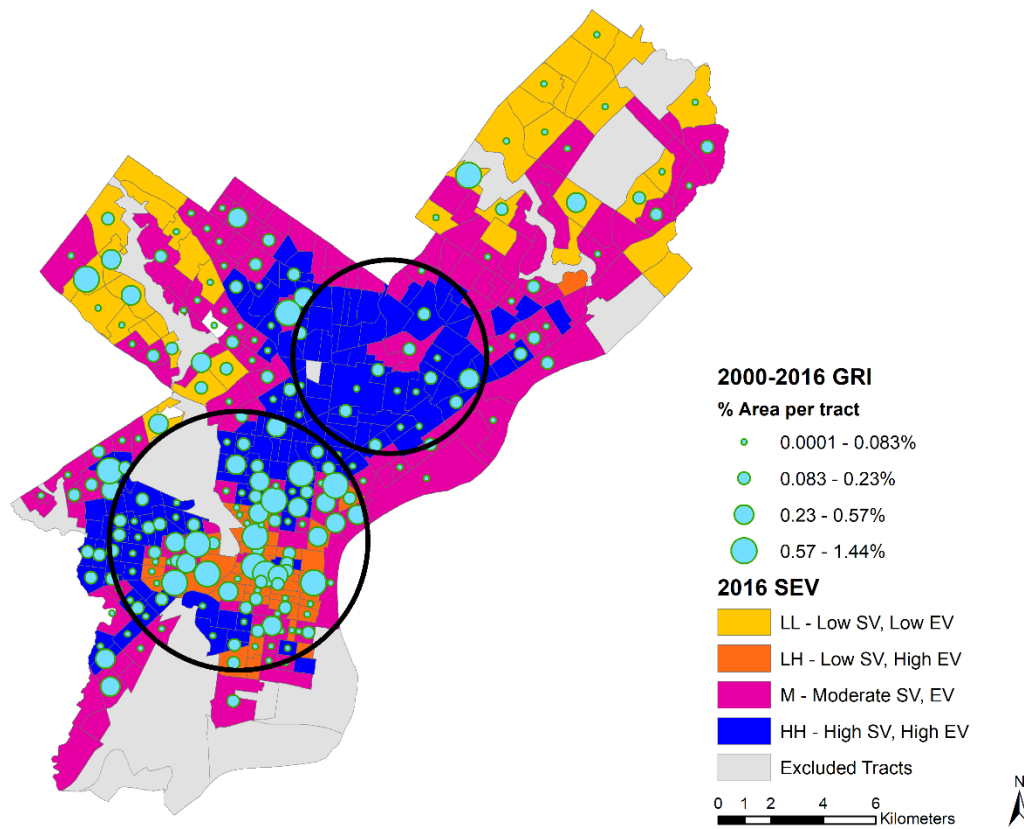 2000-2016 GRI
% Area per tract
0.0001 - 0.083%
0.083 - 0.23%
0.23 - 0.57%
0.57 - 1.44%
2016 SEV
LL - Low SV, Low EV
LH - Low SV, High EV
M - Moderate SV, EV
HH - High SV, High EV
Excluded Tracts
0 1 2 4 6
Kilometers
N